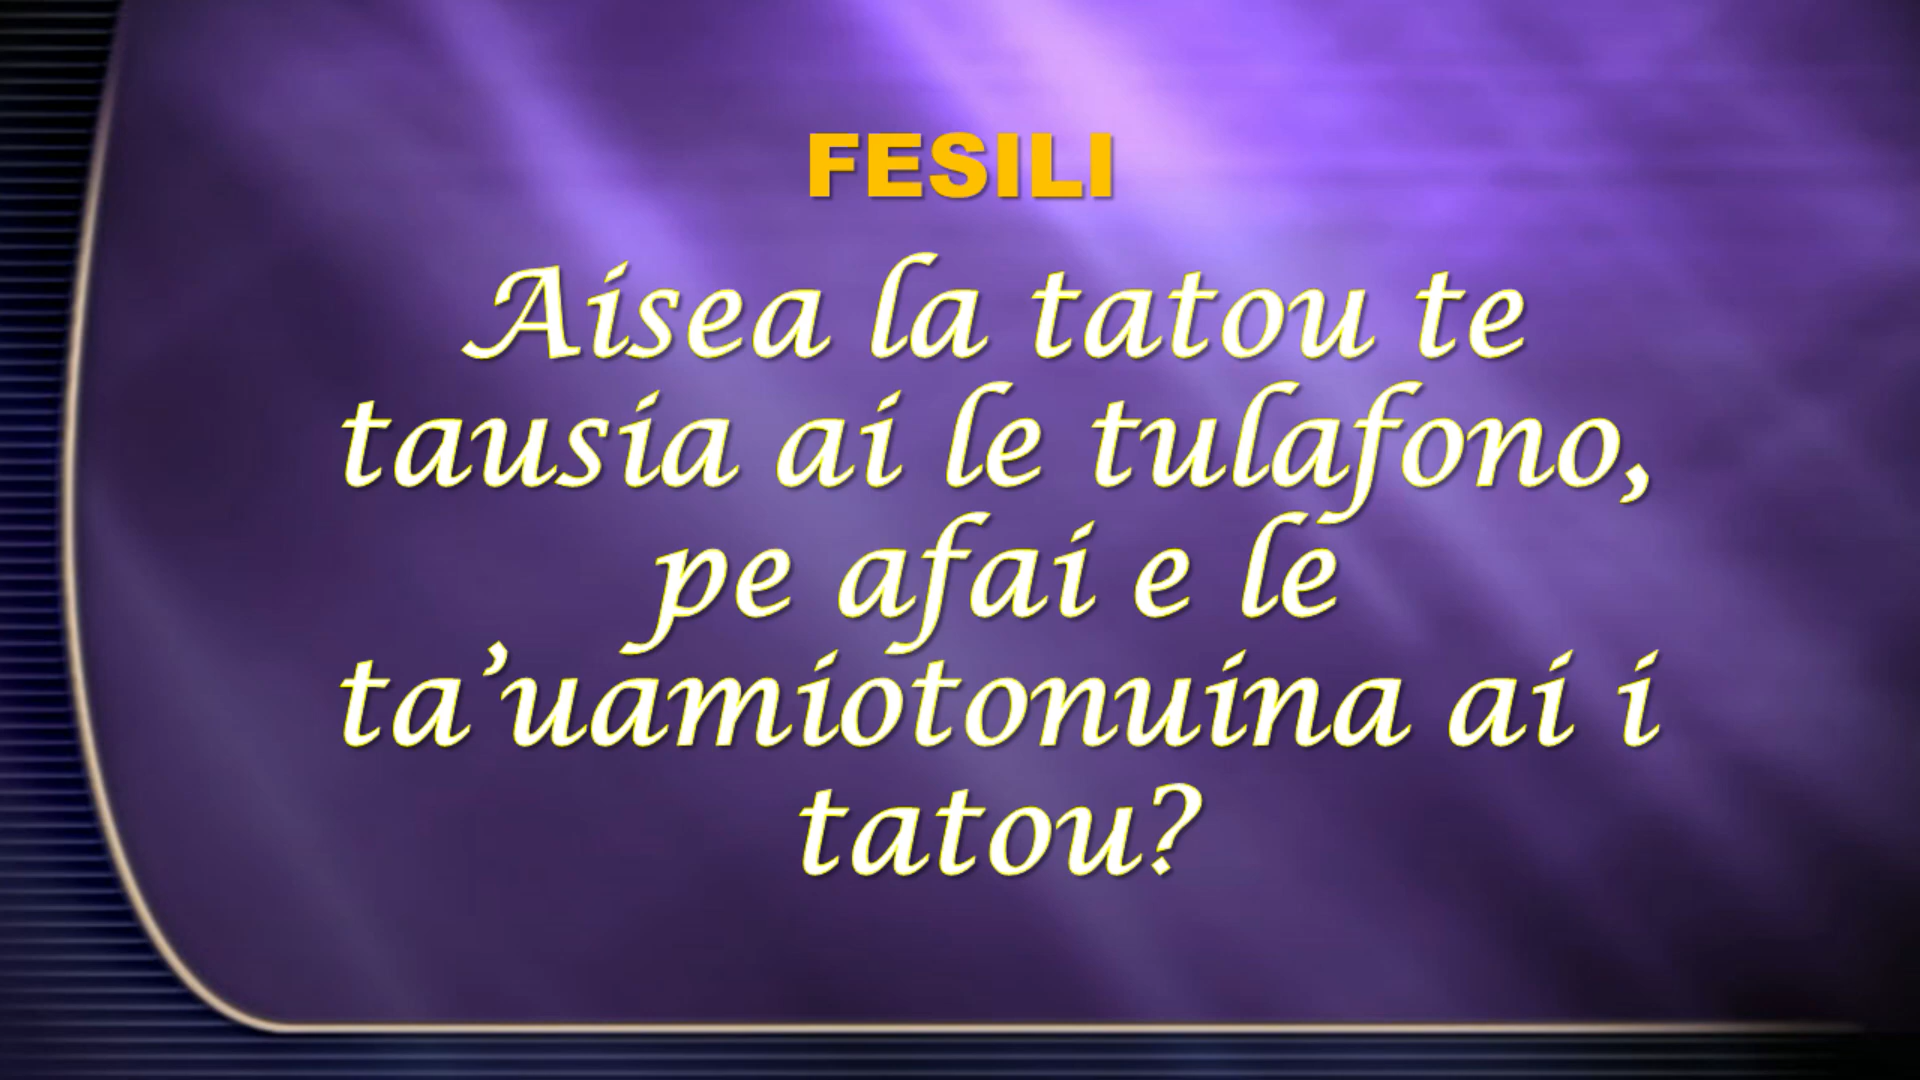 FESILI
Aisea la tatou te
tausia ai le tulafono,
pe afai e le
ta’uamiotonuina ai i
tatou?